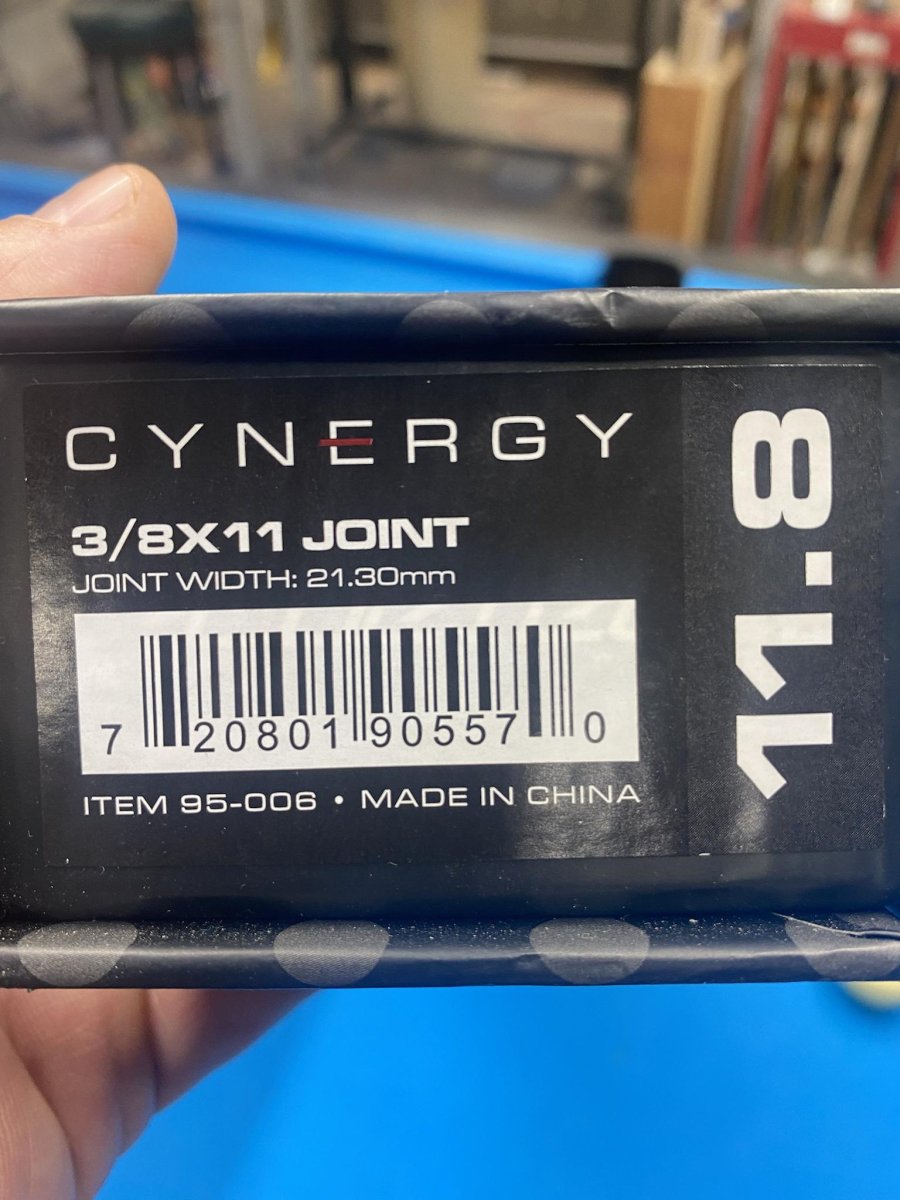 CYNERGY
3/8X11 JOINT
JOINT WIDTH: 21.30mm
7 20801 90557 0
ITEM 95-006 • MADE IN CHINA
11.8